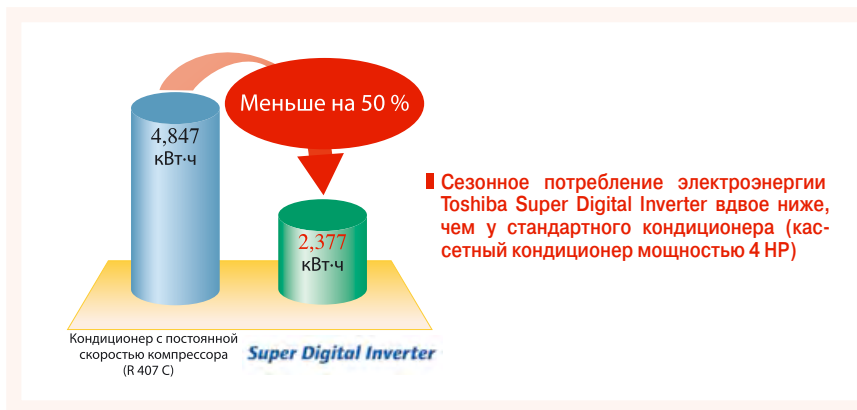 Меньше на 50 %
4,847
кВт·ч
2,377
кВт·ч
Кондиционер с постоянной
скоростью компрессора
(R 407 C)
Super Digital Inverter
Сезонное потребление электроэнергии
Toshiba Super Digital Inverter вдвое ниже,
чем у стандартного кондиционера (кас-
сетный кондиционер мощностью 4 HP)